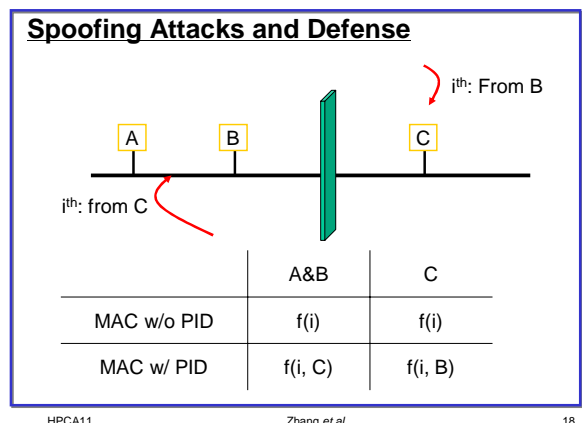 Spoofing Attacks and Defense
iᵗʰ: From B
A B C
iᵗʰ: from C
A&B C
MAC w/o PID f(i) f(i)
MAC w/ PID f(i, C) f(i, B)
HPCA11 Zhang et al 18